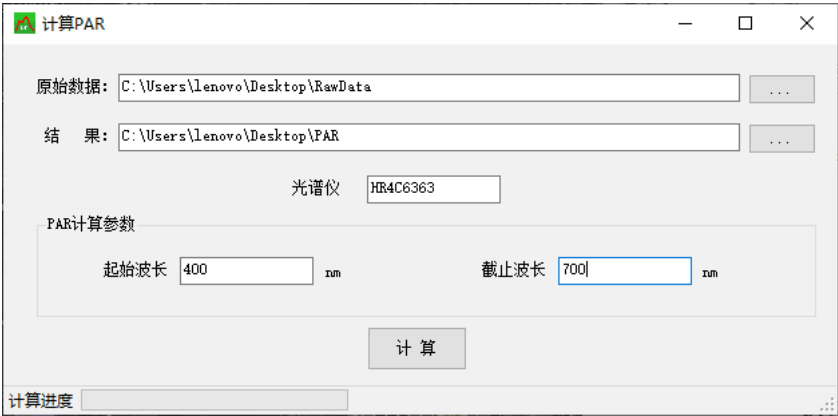 计算PAR
原始数据: C:\Users\lenovo\Desktop\RawData ...
结 果: C:\Users\lenovo\Desktop\PAR ...
光谱仪 HR4C6363
PAR计算参数
起始波长 400 nm 截止波长 700 nm
计 算
计算进度